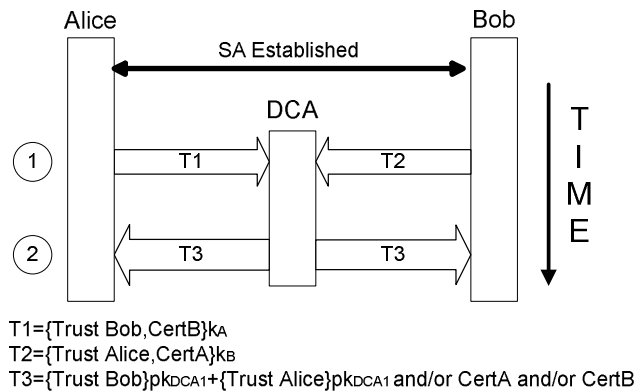 Alice
Bob
SA Established
DCA
TIME
1
T1
T2
2
T3
T3
T1={Trust Bob,CertB}kA
T2={Trust Alice,CertA}kB
T3={Trust Bob}pkDCA1+{Trust Alice}pkDCA1 and/or CertA and/or CertB